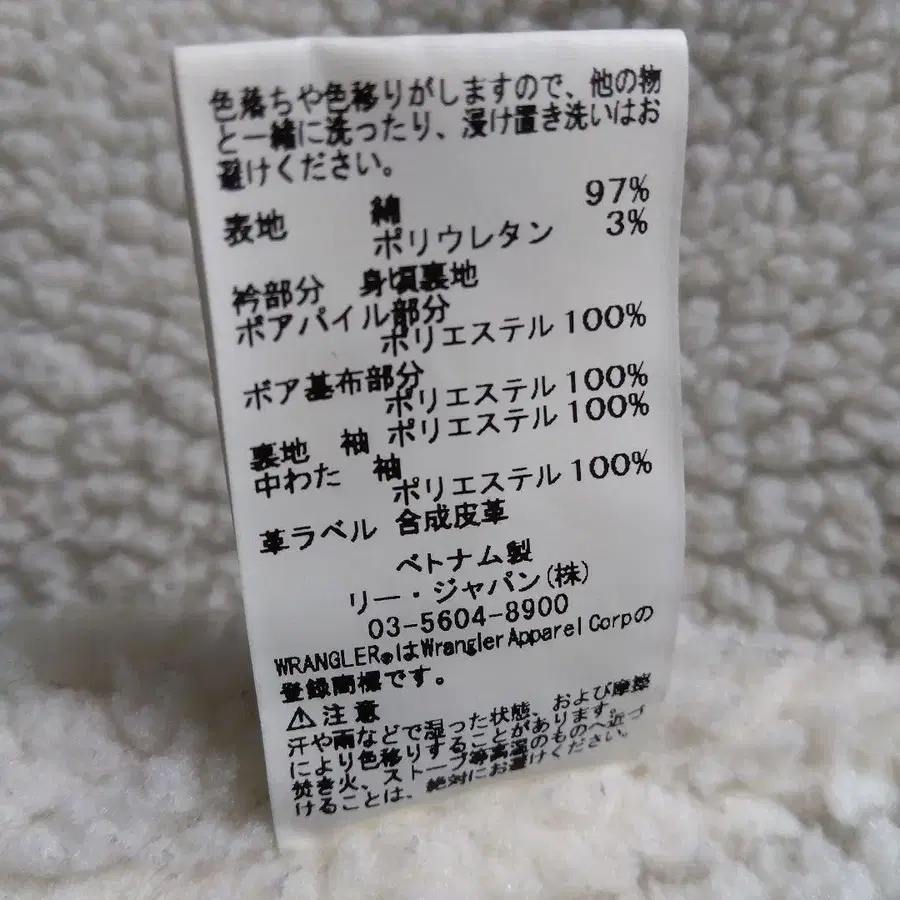 色落ちや色移りがしますので、他の物
と一緒に洗ったり、浸け置き洗いはお
避けください。
表地 綿 97%
ポリウレタン 3%
衿部分 身頃裏地
ボアパイル部分
ポリエステル 100%
ボア基布部分
ポリエステル 100%
裏地 袖 ポリエステル 100%
中わた 袖
ポリエステル 100%
革ラベル 合成皮革
ベトナム製
リー・ジャパン(株)
03-5604-8900
WRANGLER®はWrangler Apparel Corpの
登録商標です。
⚠注意
汗や雨などで湿った状態、および摩擦
により色移りすることがあります。
焚き火、ストーブ等高温のものへ近づ
けることは、絶対にお避けください。